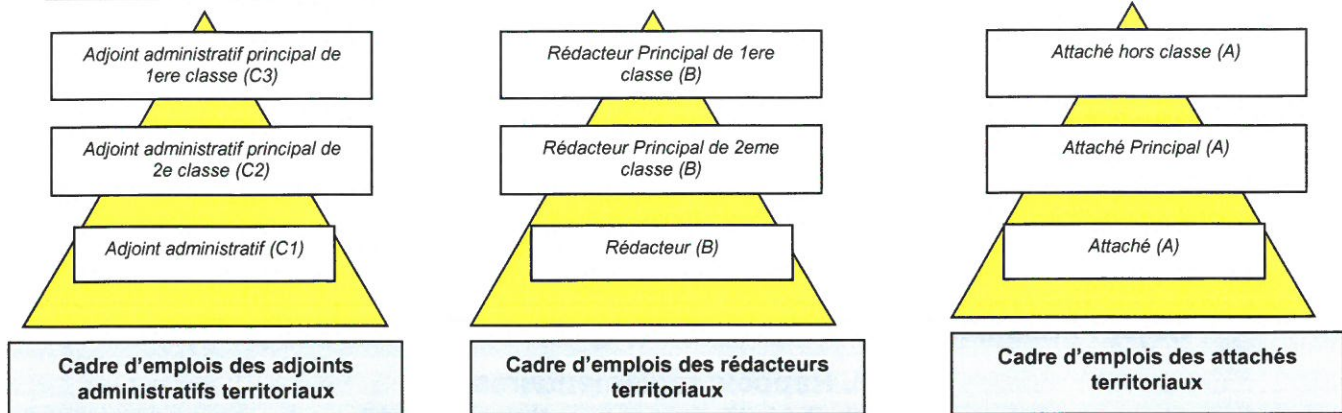 Adjoint administratif principal de
1ere classe (C3)
Adjoint administratif principal de
2e classe (C2)
Adjoint administratif (C1)
Cadre d'emplois des adjoints
administratifs territoriaux
Rédacteur Principal de 1ere
classe (B)
Rédacteur Principal de 2eme
classe (B)
Rédacteur (B)
Cadre d'emplois des rédacteurs
territoriaux
Attaché hors classe (A)
Attaché Principal (A)
Attaché (A)
Cadre d'emplois des attachés
territoriaux